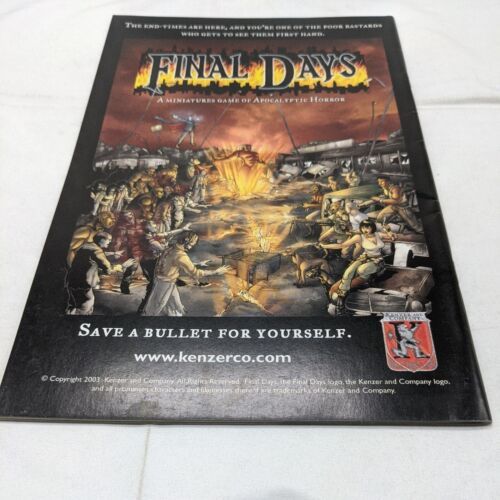 The end-times are here, and you're one of the poor bastards
who gets to see them first hand.
Final Days
A miniatures game of Apocalyptic Horror
Save a bullet for yourself.
Kenzer and
Company
K
www.kenzerco.com
© Copyright 2003 Kenzer and Company. All Rights Reserved. Final Days, the Final Days logo, the Kenzer and Company logo,
and all prominent characters and likenesses thereof are trademarks of Kenzer and Company.